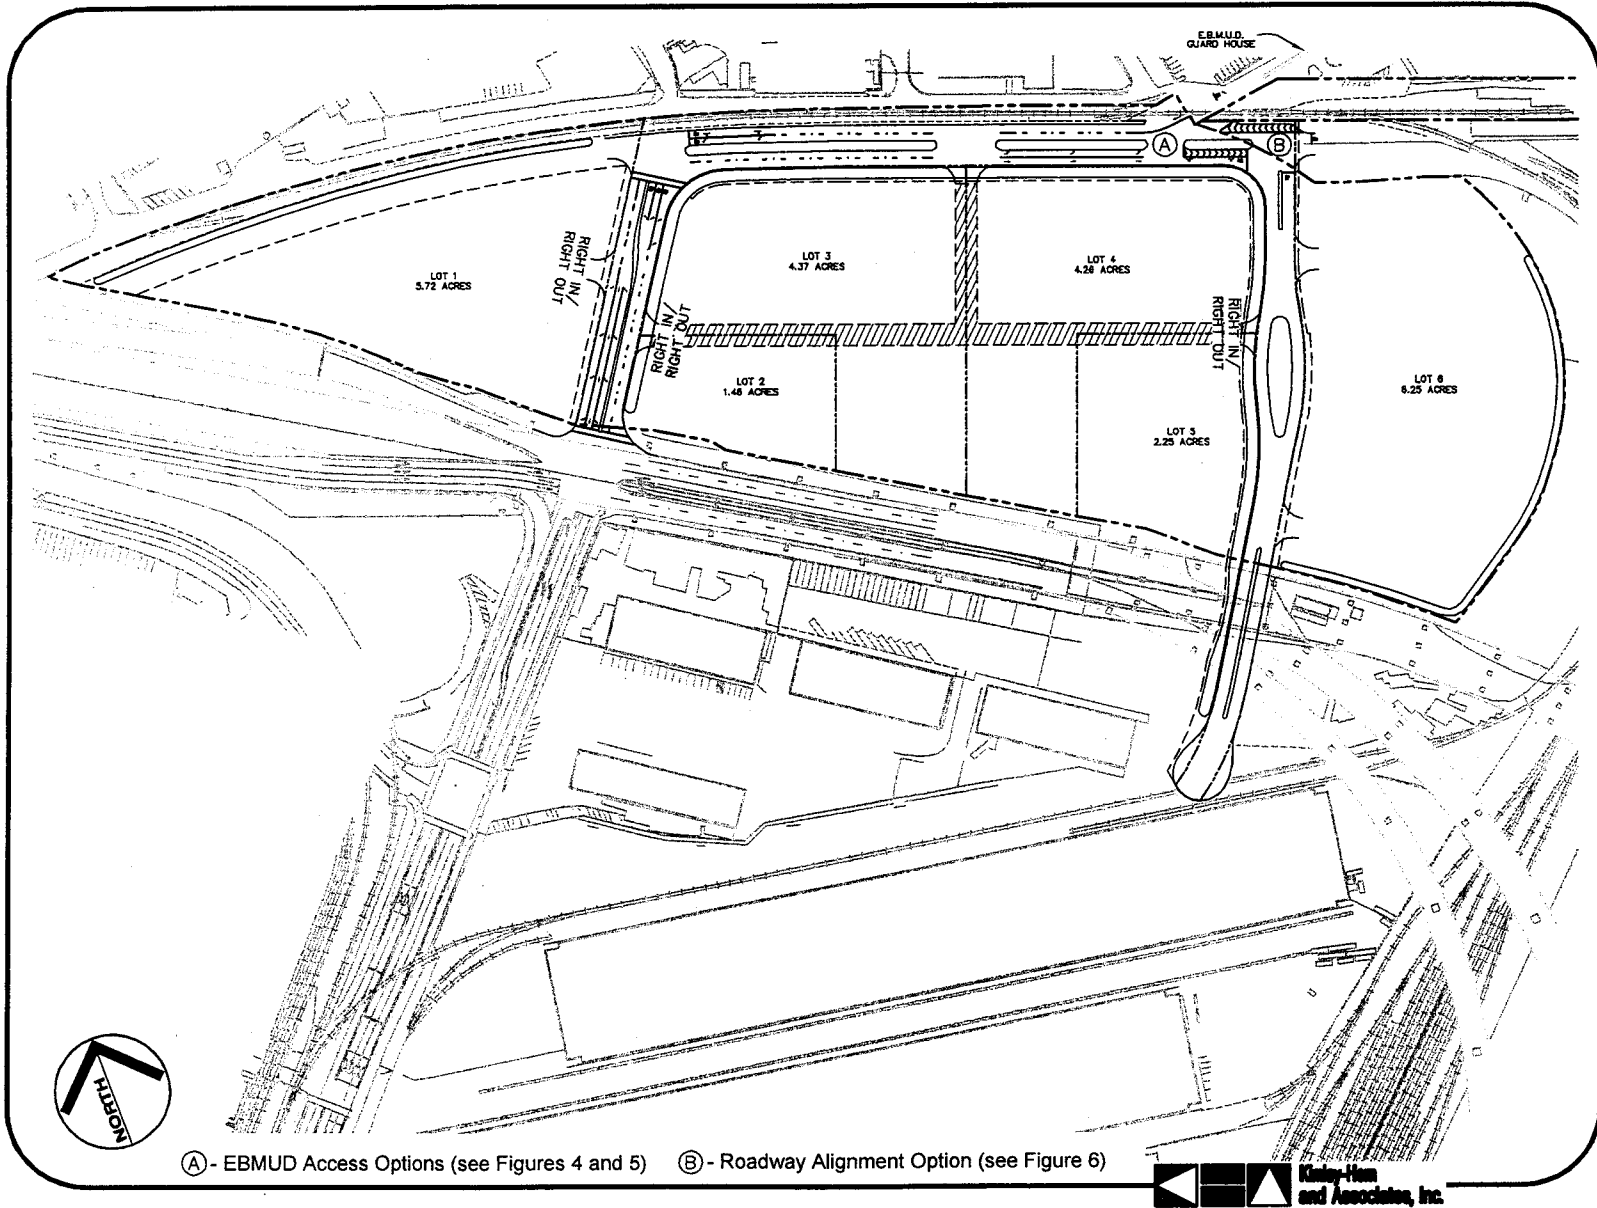 E.B.M.U.D.
GUARD HOUSE
A
B
LOT 1
5.72 ACRES
RIGHT IN/
RIGHT OUT
LOT 3
4.37 ACRES
LOT 4
4.26 ACRES
RIGHT IN/
RIGHT OUT
RIGHT IN/
RIGHT OUT
LOT 2
1.46 ACRES
LOT 5
2.25 ACRES
LOT 6
6.25 ACRES
NORTH
A - EBMUD Access Options (see Figures 4 and 5)
B - Roadway Alignment Option (see Figure 6)
Kimley-Horn
and Associates, Inc.